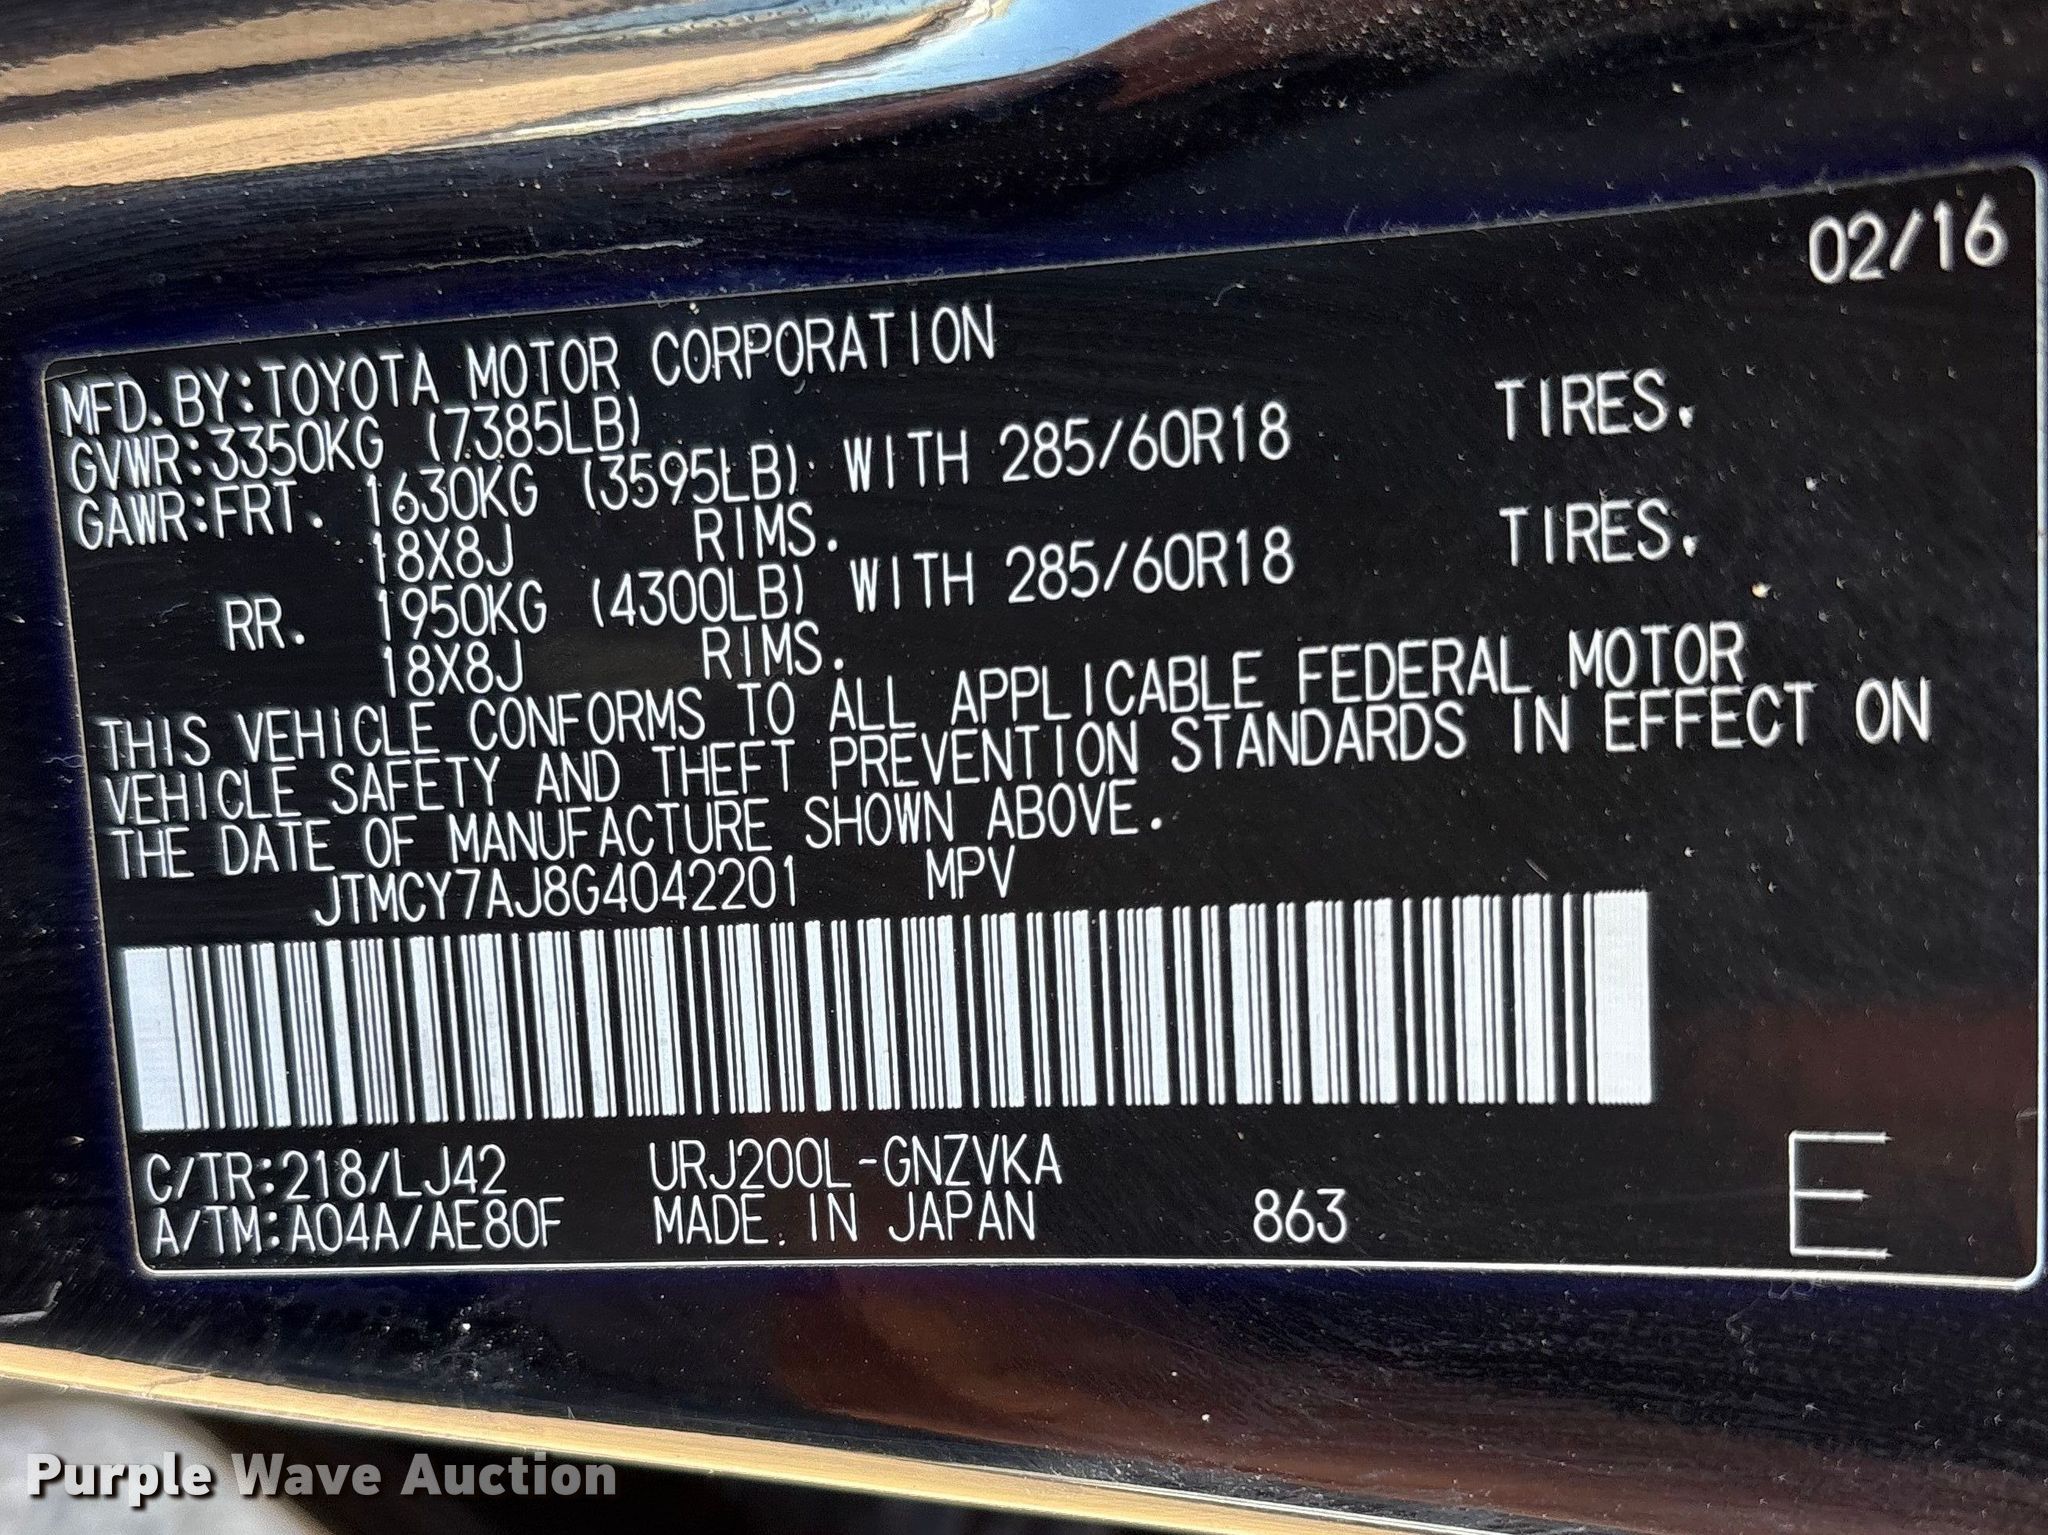 02/16
MFD.BY:TOYOTA MOTOR CORPORATION
GVWR:3350KG (7385LB)
GAWR:FRT. 1630KG (3595LB) WITH 285/60R18 TIRES.
18X8J RIMS.
RR. 1950KG (4300LB) WITH 285/60R18 TIRES.
18X8J RIMS.
THIS VEHICLE CONFORMS TO ALL APPLICABLE FEDERAL MOTOR
VEHICLE SAFETY AND THEFT PREVENTION STANDARDS IN EFFECT ON
THE DATE OF MANUFACTURE SHOWN ABOVE.
JTMCY7AJ8G4042201 MPV
C/TR:218/LJ42 URJ200L-GNZVKA
A/TM:A04A/AE80F MADE IN JAPAN 863 E
Purple Wave Auction